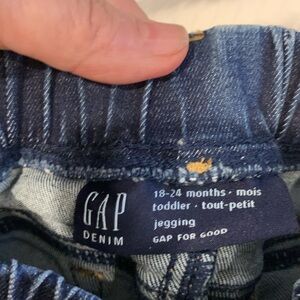 GAP
DENIM
18-24 months • mois
toddler • tout-petit
jegging
GAP FOR GOOD